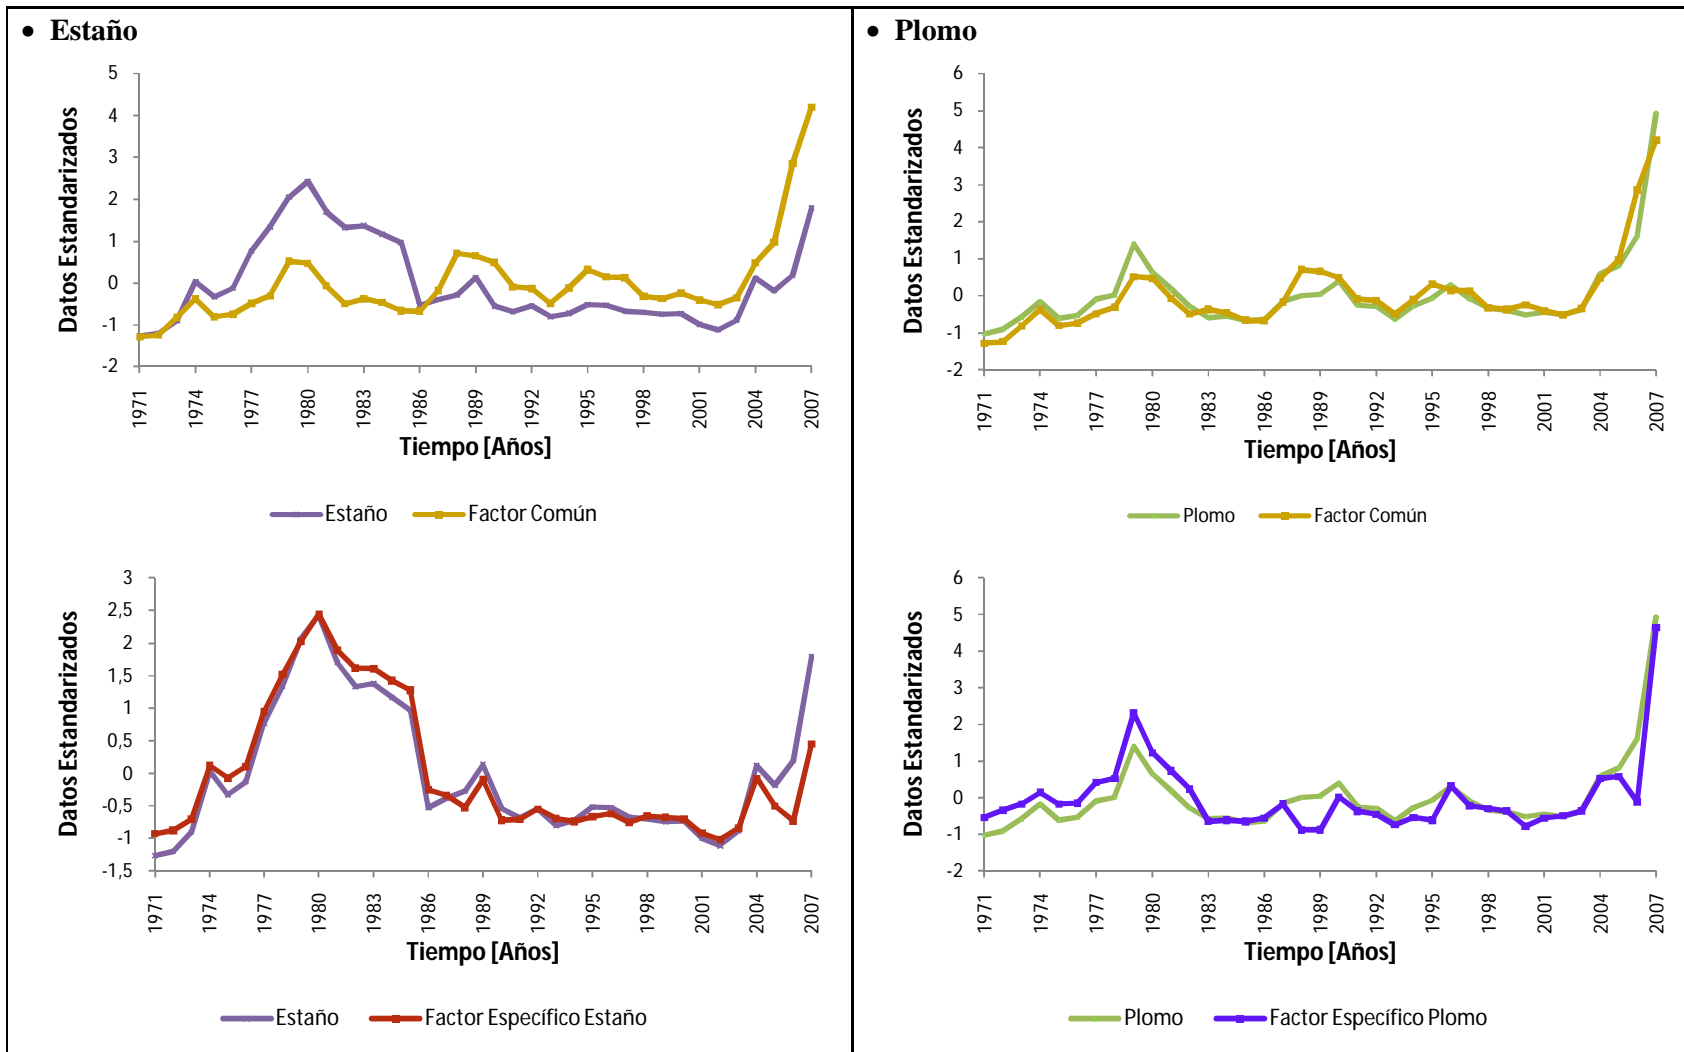 • Estaño
Datos Estandarizados
5
4
3
2
1
0
-1
-2
1971 1974 1977 1980 1983 1986 1989 1992 1995 1998 2001 2004 2007
Tiempo [Años]
Estaño Factor Común
Datos Estandarizados
3
2,5
2
1,5
1
0,5
0
-0,5
-1
-1,5
1971 1974 1977 1980 1983 1986 1989 1992 1995 1998 2001 2004 2007
Tiempo [Años]
Estaño Factor Específico Estaño
• Plomo
Datos Estandarizados
6
5
4
3
2
1
0
-1
-2
1971 1974 1977 1980 1983 1986 1989 1992 1995 1998 2001 2004 2007
Tiempo [Años]
Plomo Factor Común
Datos Estandarizados
6
5
4
3
2
1
0
-1
-2
1971 1974 1977 1980 1983 1986 1989 1992 1995 1998 2001 2004 2007
Tiempo [Años]
Plomo Factor Específico Plomo